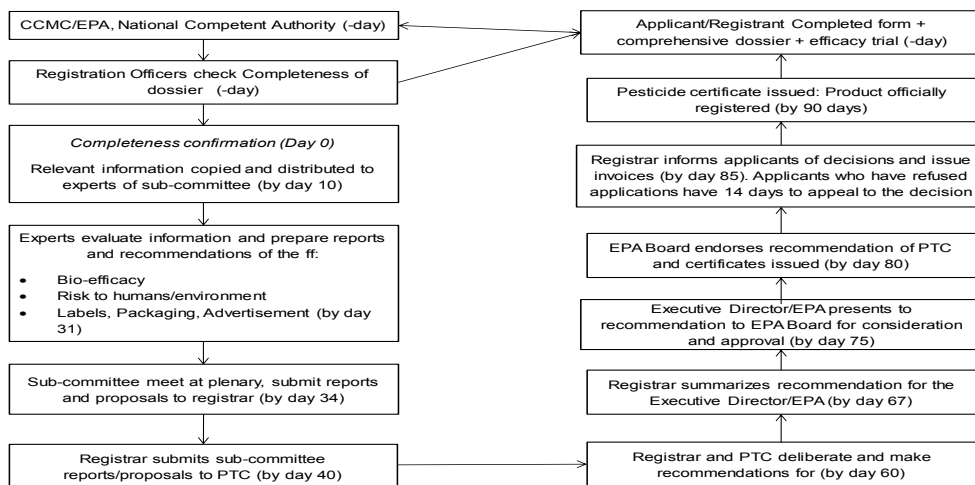 CCMC/EPA, National Competent Authority (-day)
Registration Officers check Completeness of
dossier (-day)
Completeness confirmation (Day 0)
Relevant information copied and distributed to
experts of sub-committee (by day 10)
Experts evaluate information and prepare reports
and recommendations of the ff:
• Bio-efficacy
• Risk to humans/environment
• Labels, Packaging, Advertisement (by day
31)
Sub-committee meet at plenary, submit reports
and proposals to registrar (by day 34)
Registrar submits sub-committee
reports/proposals to PTC (by day 40)
Registrar and PTC deliberate and make
recommendations for (by day 60)
Registrar summarizes recommendation for the
Executive Director/EPA (by day 67)
Executive Director/EPA presents to
recommendation to EPA Board for consideration
and approval (by day 75)
EPA Board endorses recommendation of PTC
and certificates issued (by day 80)
Registrar informs applicants of decisions and issue
invoices (by day 85). Applicants who have refused
applications have 14 days to appeal to the decision
Pesticide certificate issued: Product officially
registered (by 90 days)
Applicant/Registrant Completed form +
comprehensive dossier + efficacy trial (-day)